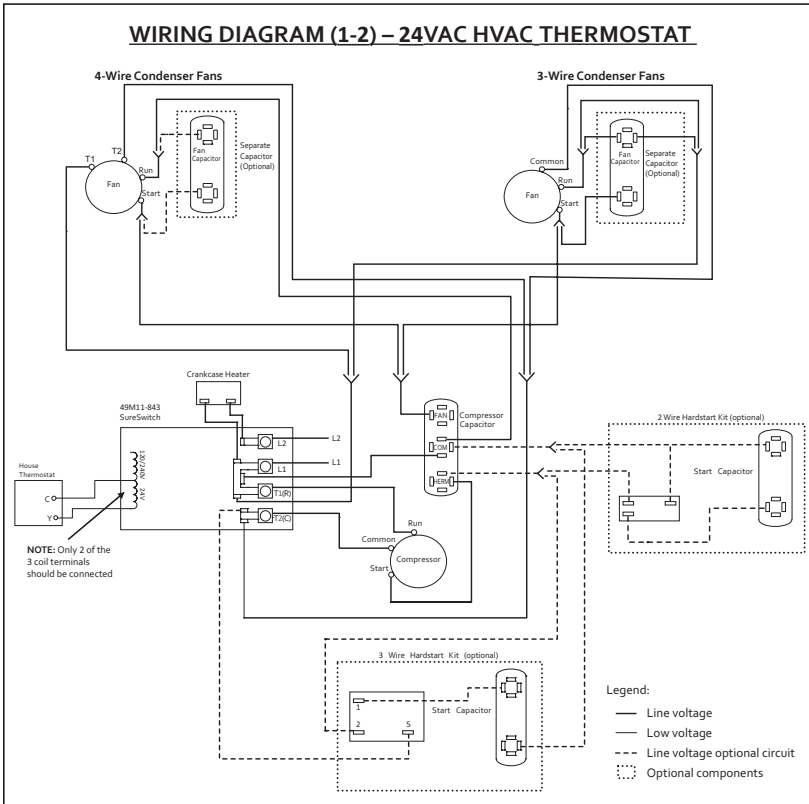 WIRING DIAGRAM (1-2) – 24VAC HVAC THERMOSTAT
4-Wire Condenser Fans
3-Wire Condenser Fans
T1
T2
Run
Start
Fan
Fan
Capacitor
Separate
Capacitor
(Optional)
Common
Run
Start
Fan
Fan
Capacitor
Separate
Capacitor
(Optional)
Crankcase Heater
49M11-843
SureSwitch
House
Thermostat
C
Y
120/240V
24V
L2
L2
L1
L1
T1(R)
T2(C)
NOTE: Only 2 of the
3 coil terminals
should be connected
FAN
COM
HERM
Compressor
Capacitor
Run
Common
Start
Compressor
2 Wire Hardstart Kit (optional)
Start Capacitor
3 Wire Hardstart Kit (optional)
1
2
5
Start Capacitor
Legend:
Line voltage
Low voltage
Line voltage optional circuit
Optional components